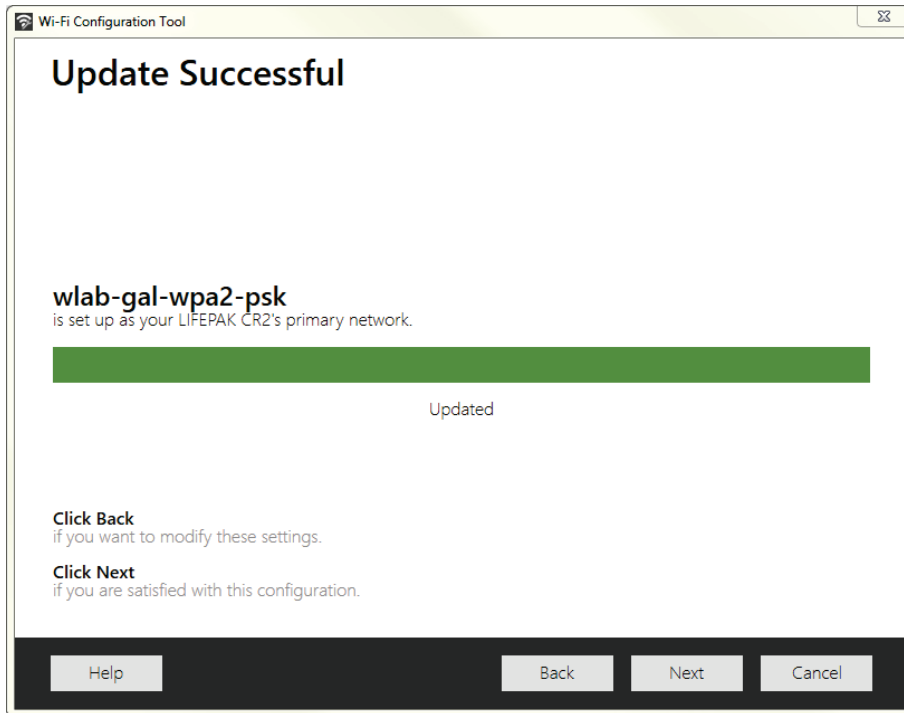 Wi-Fi Configuration Tool
Update Successful
wlab-gal-wpa2-psk
is set up as your LIFEPAK CR2's primary network.
Updated
Click Back
if you want to modify these settings.
Click Next
if you are satisfied with this configuration.
Help Back Next Cancel